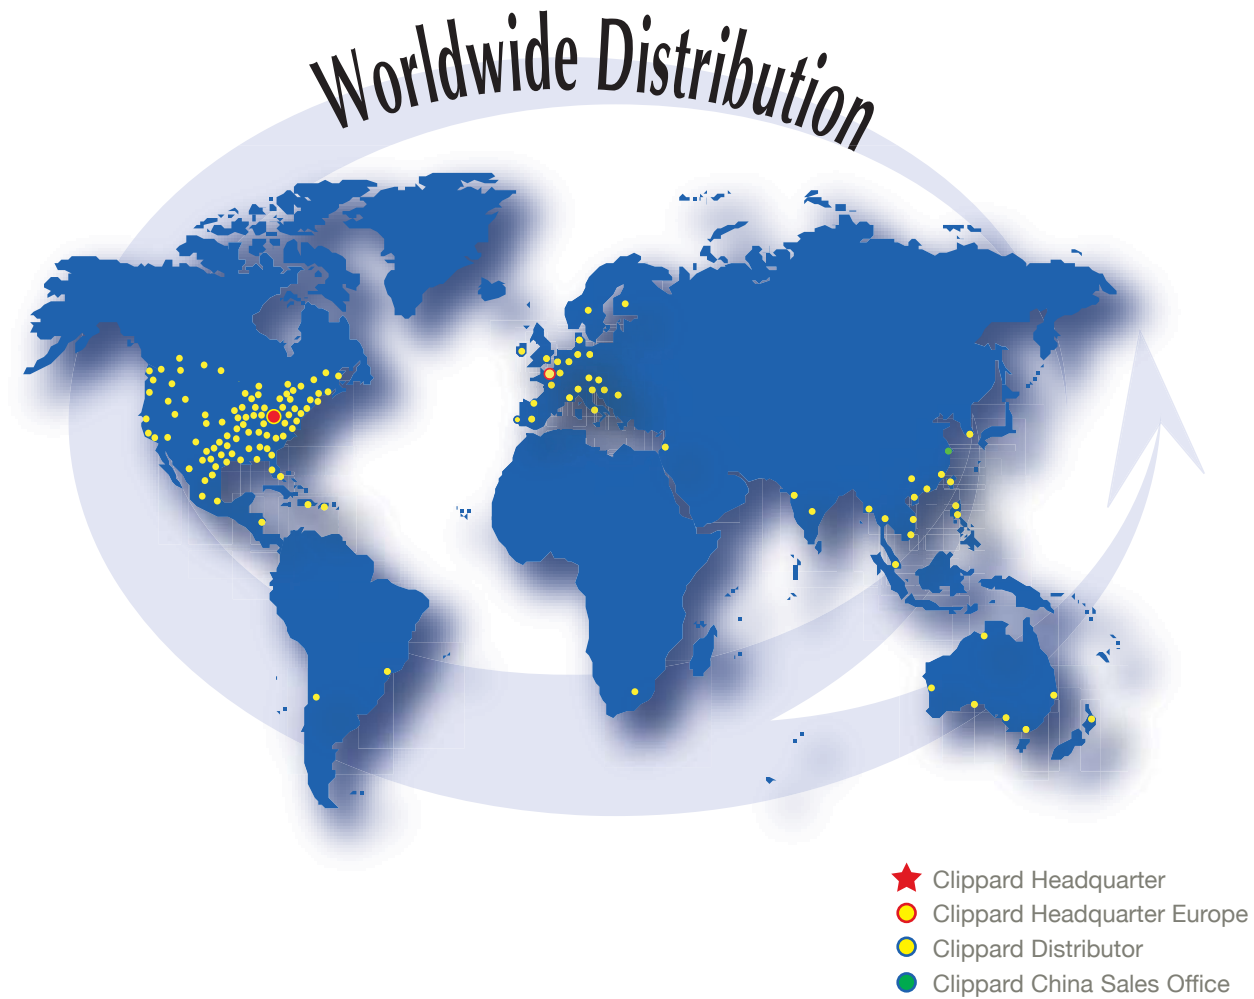 Worldwide Distribution
Clippard Headquarter
Clippard Headquarter Europe
Clippard Distributor
Clippard China Sales Office